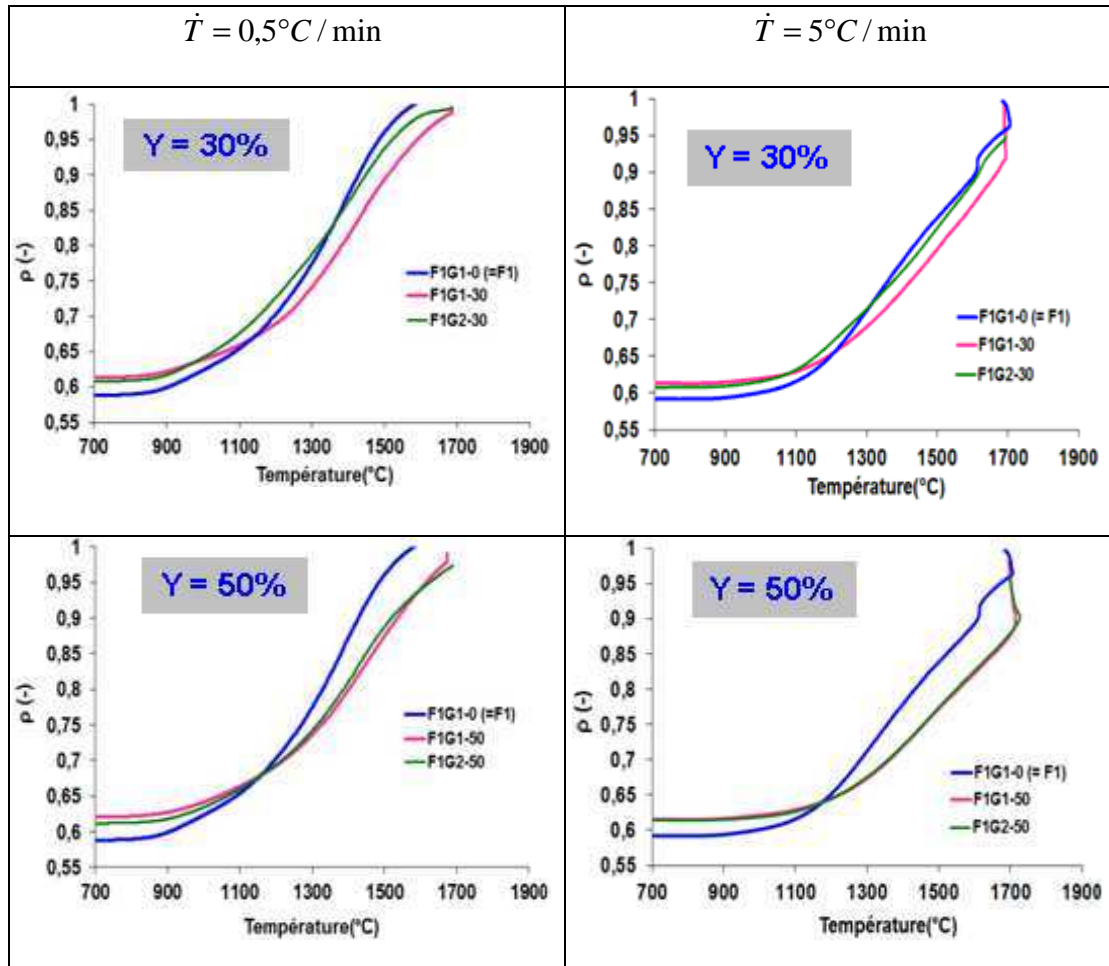 Ṫ = 0,5°C / min
Ṫ = 5°C / min
Y = 30%
ρ (-)
1
0,95
0,9
0,85
0,8
0,75
0,7
0,65
0,6
0,55
F1G1-0 (=F1)
F1G1-30
F1G2-30
700 900 1100 1300 1500 1700 1900
Température(°C)
Y = 30%
ρ (-)
1
0,95
0,9
0,85
0,8
0,75
0,7
0,65
0,6
0,55
F1G1-0 (= F1)
F1G1-30
F1G2-30
700 900 1100 1300 1500 1700 1900
Température(°C)
Y = 50%
ρ (-)
1
0,95
0,9
0,85
0,8
0,75
0,7
0,65
0,6
0,55
F1G1-0 (=F1)
F1G1-50
F1G2-50
700 900 1100 1300 1500 1700 1900
Température(°C)
Y = 50%
ρ (-)
1
0,95
0,9
0,85
0,8
0,75
0,7
0,65
0,6
0,55
F1G1-0 (= F1)
F1G1-50
F1G2-50
700 900 1100 1300 1500 1700 1900
Température(°C)